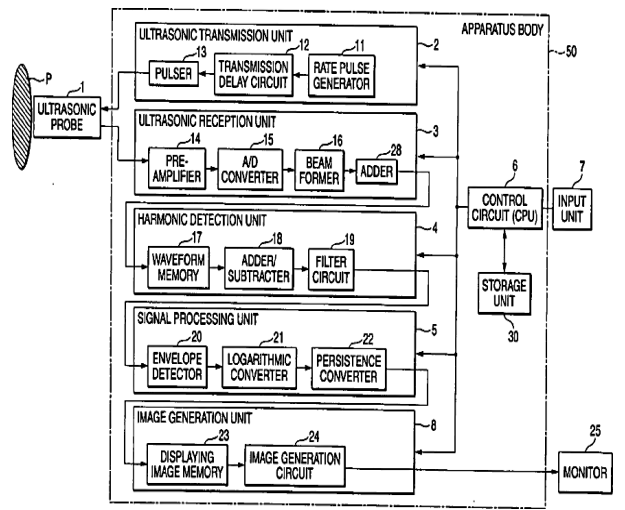 APPARATUS BODY
50
ULTRASONIC TRANSMISSION UNIT
2
13
PULSER
12
TRANSMISSION
DELAY CIRCUIT
11
RATE PULSE
GENERATOR
P
1
ULTRASONIC
PROBE
ULTRASONIC RECEPTION UNIT
3
14
PRE-
AMPLIFIER
15
A/D
CONVERTER
16
BEAM
FORMER
28
ADDER
6
CONTROL
CIRCUIT (CPU)
7
INPUT
UNIT
HARMONIC DETECTION UNIT
4
17
WAVEFORM
MEMORY
18
ADDER/
SUBTRACTER
19
FILTER
CIRCUIT
STORAGE
UNIT
30
SIGNAL PROCESSING UNIT
5
20
ENVELOPE
DETECTOR
21
LOGARITHMIC
CONVERTER
22
PERSISTENCE
CONVERTER
IMAGE GENERATION UNIT
8
23
DISPLAYING
IMAGE MEMORY
24
IMAGE GENERATION
CIRCUIT
25
MONITOR